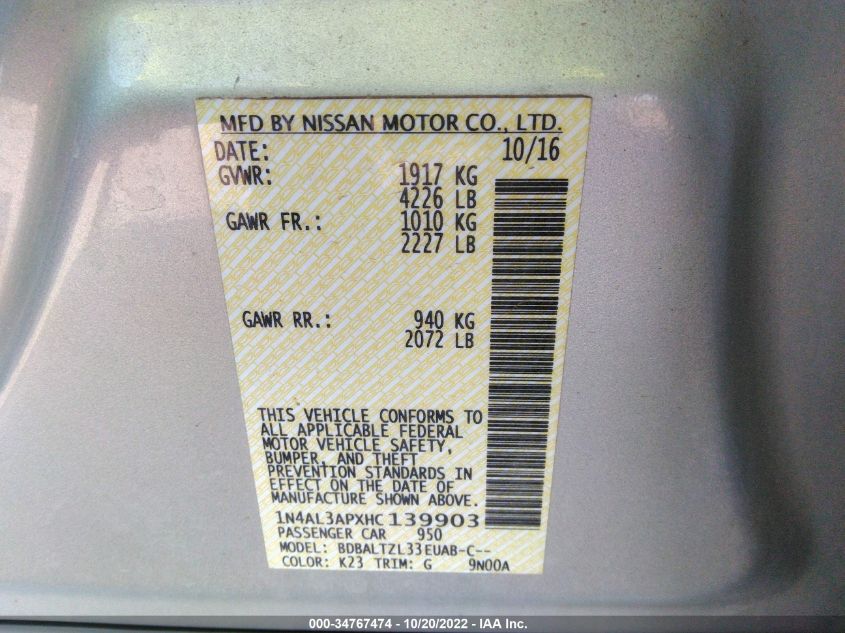 MFD BY NISSAN MOTOR CO., LTD.
DATE: 10/16
GVWR: 1917 KG
4226 LB
GAWR FR.: 1010 KG
2227 LB
GAWR RR.: 940 KG
2072 LB
THIS VEHICLE CONFORMS TO
ALL APPLICABLE FEDERAL
MOTOR VEHICLE SAFETY,
BUMPER, AND THEFT
PREVENTION STANDARDS IN
EFFECT ON THE DATE OF
MANUFACTURE SHOWN ABOVE.
1N4AL3APXHC139903
PASSENGER CAR 950
MODEL: BDBALTZL33EUAB-C--
COLOR: K23 TRIM: G 9N00A
000-34767474 - 10/20/2022 - IAA Inc.